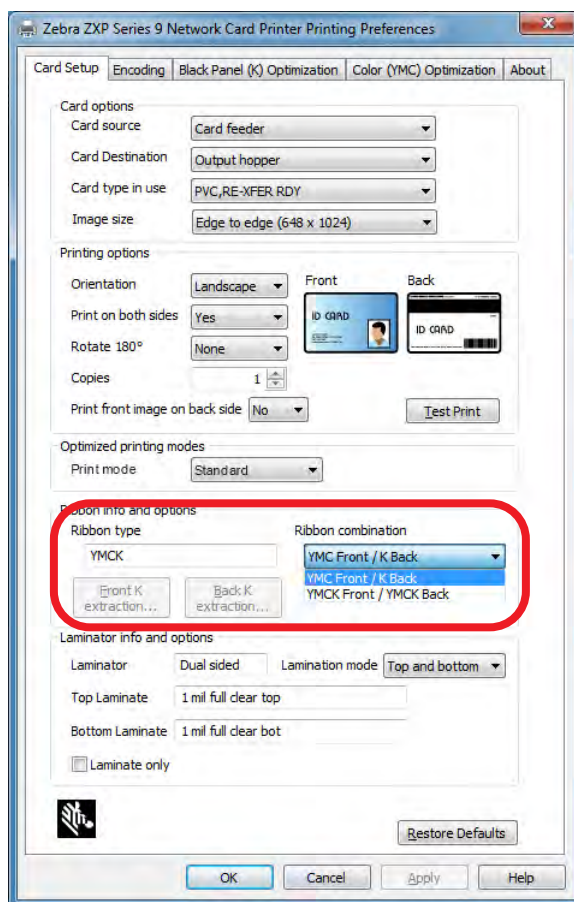 Zebra ZXP Series 9 Network Card Printer Printing Preferences
Card Setup Encoding Black Panel (K) Optimization Color (YMC) Optimization About
Card options
Card source Card feeder
Card Destination Output hopper
Card type in use PVC,RE-XFER RDY
Image size Edge to edge (648 x 1024)
Printing options
Orientation Landscape Front Back
Print on both sides Yes
ID CARD ID CARD
Rotate 180° None
Copies 1
Print front image on back side No Test Print
Optimized printing modes
Print mode Standard
Ribbon info and options
Ribbon type Ribbon combination
YMCK YMC Front / K Back
YMC Front / K Back
YMCK Front / YMCK Back
Front K extraction... Back K extraction...
Laminator info and options
Laminator Dual sided Lamination mode Top and bottom
Top Laminate 1 mil full clear top
Bottom Laminate 1 mil full clear bot
Laminate only
Restore Defaults
OK Cancel Apply Help